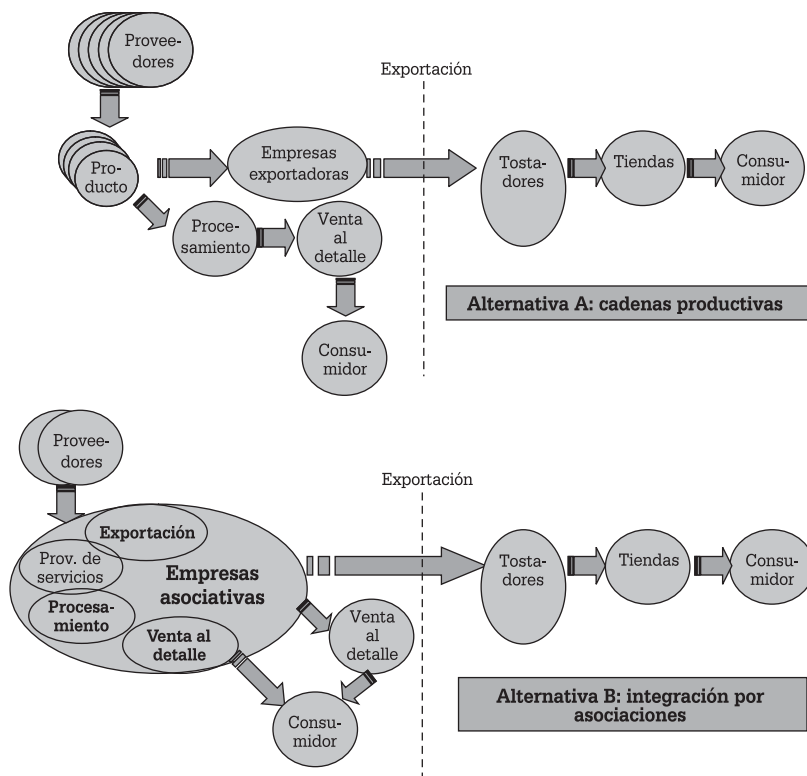 Provee-
dores
Exportación
Pro-
ducto
Empresas
exportadoras
Tosta-
dores
Tiendas
Consu-
midor
Proce-
samiento
Venta
al
detalle
Alternativa A: cadenas productivas
Consu-
midor
Provee-
dores
Exportación
Exportación
Prov. de
servicios
Empresas
asociativas
Procesa-
miento
Venta al
detalle
Tosta-
dores
Tiendas
Consu-
midor
Venta
al
detalle
Consu-
midor
Alternativa B: integración por
asociaciones